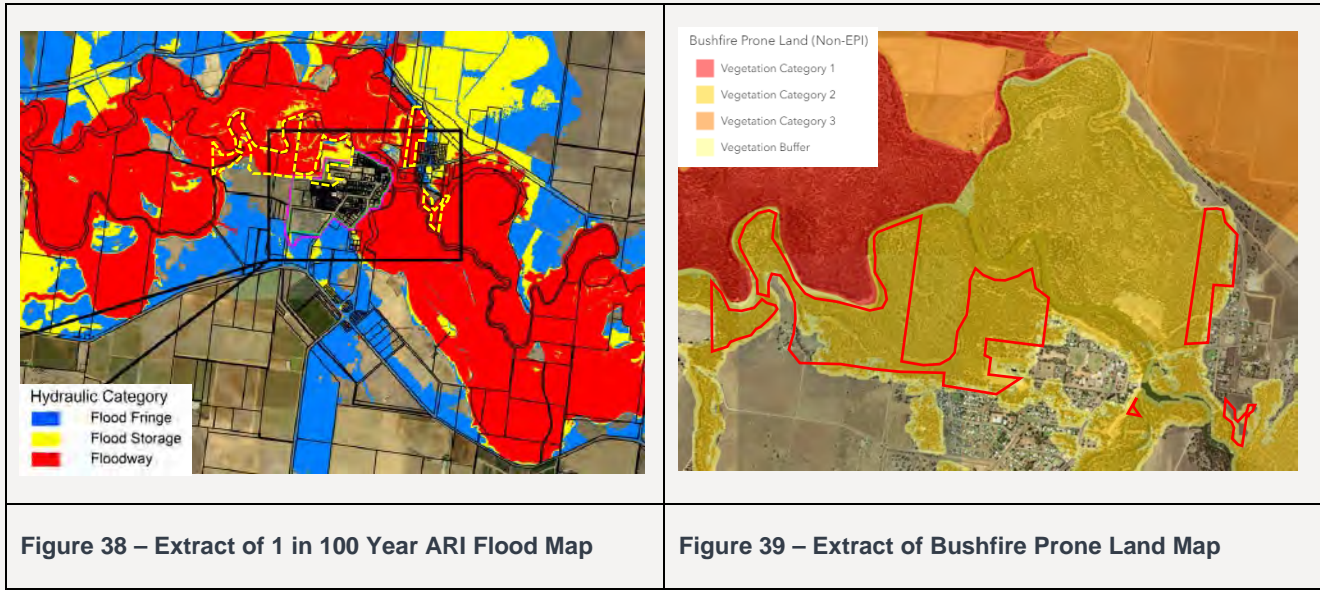 Hydraulic Category
Flood Fringe
Flood Storage
Floodway
Bushfire Prone Land (Non-EPI)
Vegetation Category 1
Vegetation Category 2
Vegetation Category 3
Vegetation Buffer
Figure 38 – Extract of 1 in 100 Year ARI Flood Map
Figure 39 – Extract of Bushfire Prone Land Map